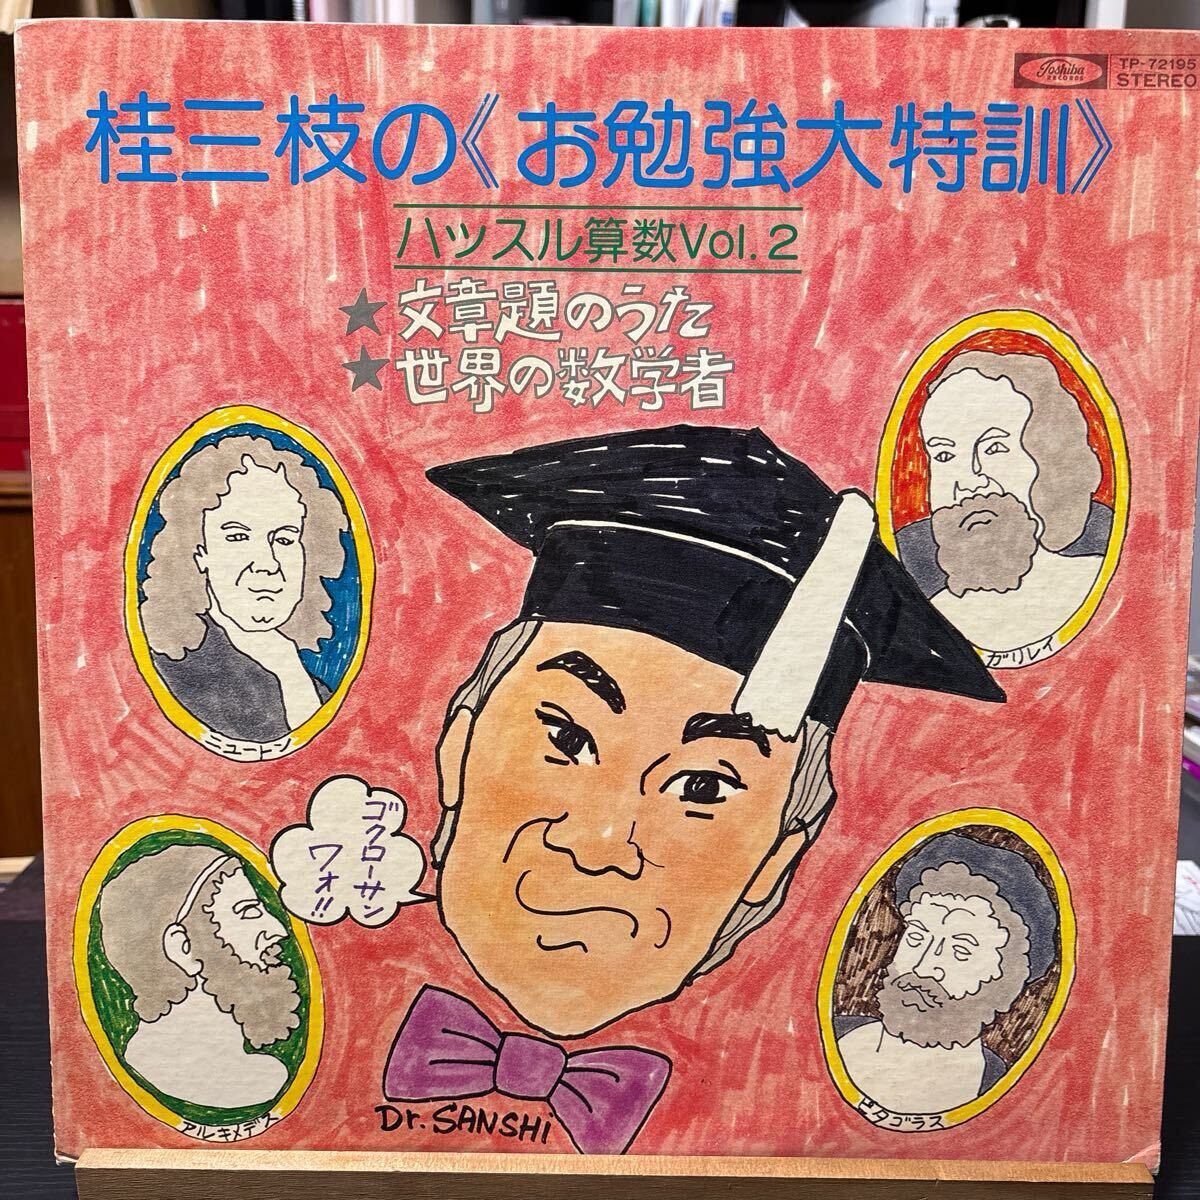 Toshiba
RECORDS
TP-72195
STEREO
桂三枝の《お勉強大特訓》
ハッスル算数Vol.2
★文章題のうた
★世界の数学者
ニュートン
ガリレイ
ゴクローサン
ワォ!!
アルキメデス
ピタゴラス
Dr.SANSHi